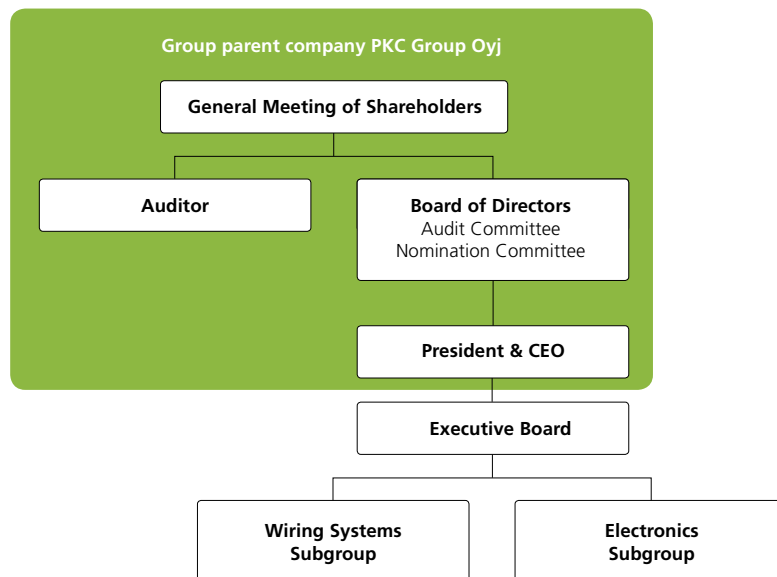 Group parent company PKC Group Oyj
General Meeting of Shareholders
Auditor
Board of Directors
Audit Committee
Nomination Committee
President & CEO
Executive Board
Wiring Systems
Subgroup
Electronics
Subgroup